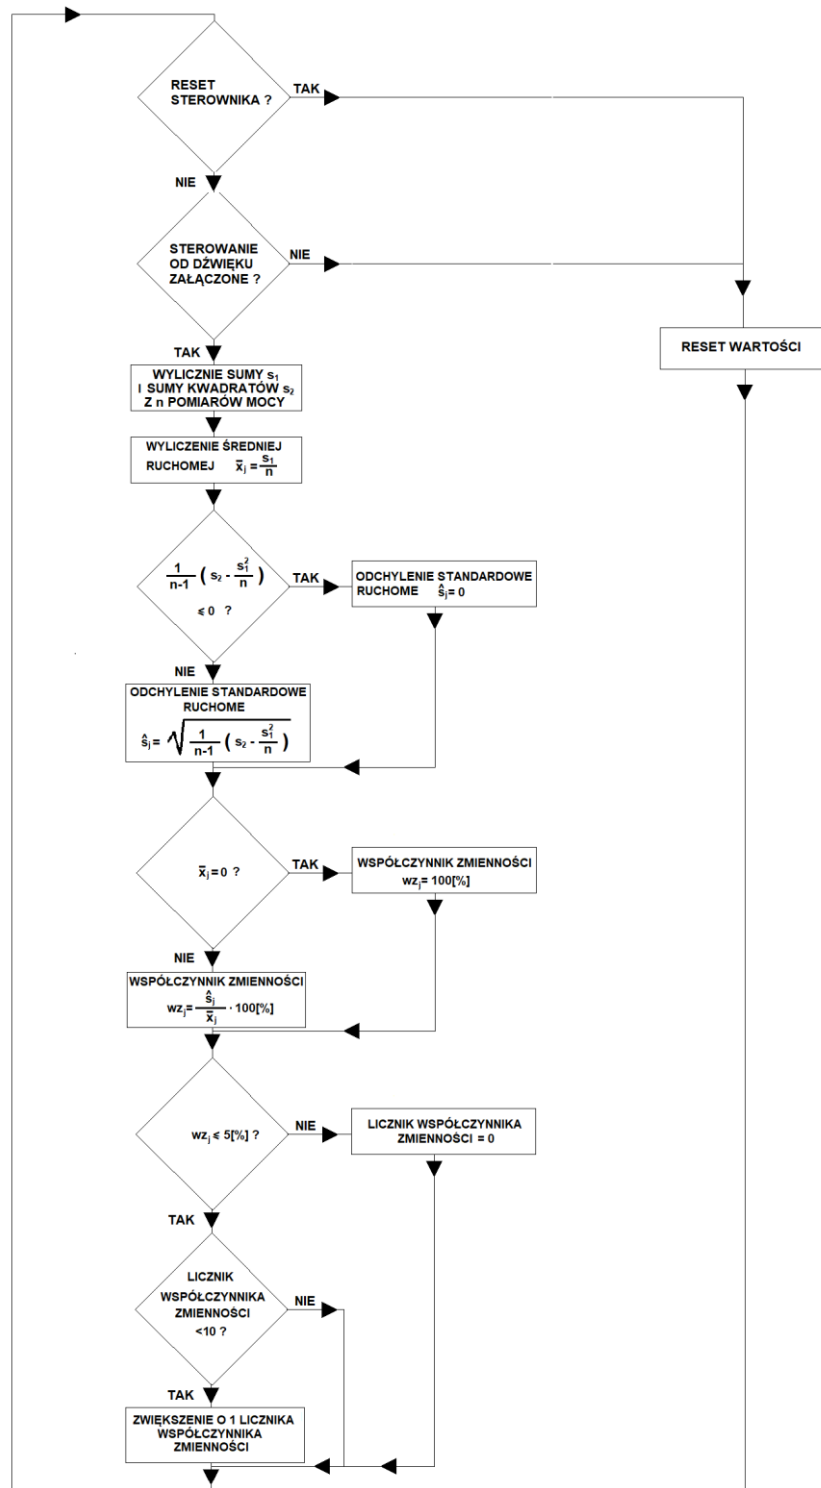 RESET
STEROWNIKA ?
TAK
NIE
STEROWANIE
OD DŹWIĘKU
ZAŁĄCZONE ?
NIE
TAK
RESET WARTOŚCI
WYLICZNIE SUMY s₁
I SUMY KWADRATÓW s₂
Z n POMIARÓW MOCY
WYLICZENIE ŚREDNIEJ
RUCHOMEJ x̄ⱼ = s₁/n
1/(n-1) ( s₂ - s₁²/n )
⩽ 0 ?
TAK
ODCHYLENIE STANDARDOWE
RUCHOME ŝⱼ= 0
NIE
ODCHYLENIE STANDARDOWE
RUCHOME
ŝⱼ= √(1/(n-1) ( s₂ - s₁²/n ))
x̄ⱼ = 0 ?
TAK
WSPÓŁCZYNNIK ZMIENNOŚCI
wzⱼ= 100[%]
NIE
WSPÓŁCZYNNIK ZMIENNOŚCI
wzⱼ= ŝⱼ/x̄ⱼ · 100[%]
wzⱼ ⩽ 5[%] ?
NIE
LICZNIK WSPÓŁCZYNNIKA
ZMIENNOŚCI = 0
TAK
LICZNIK
WSPÓŁCZYNNIKA
ZMIENNOŚCI
<10 ?
NIE
TAK
ZWIĘKSZENIE O 1 LICZNIKA
WSPÓŁCZYNNIKA
ZMIENNOŚCI